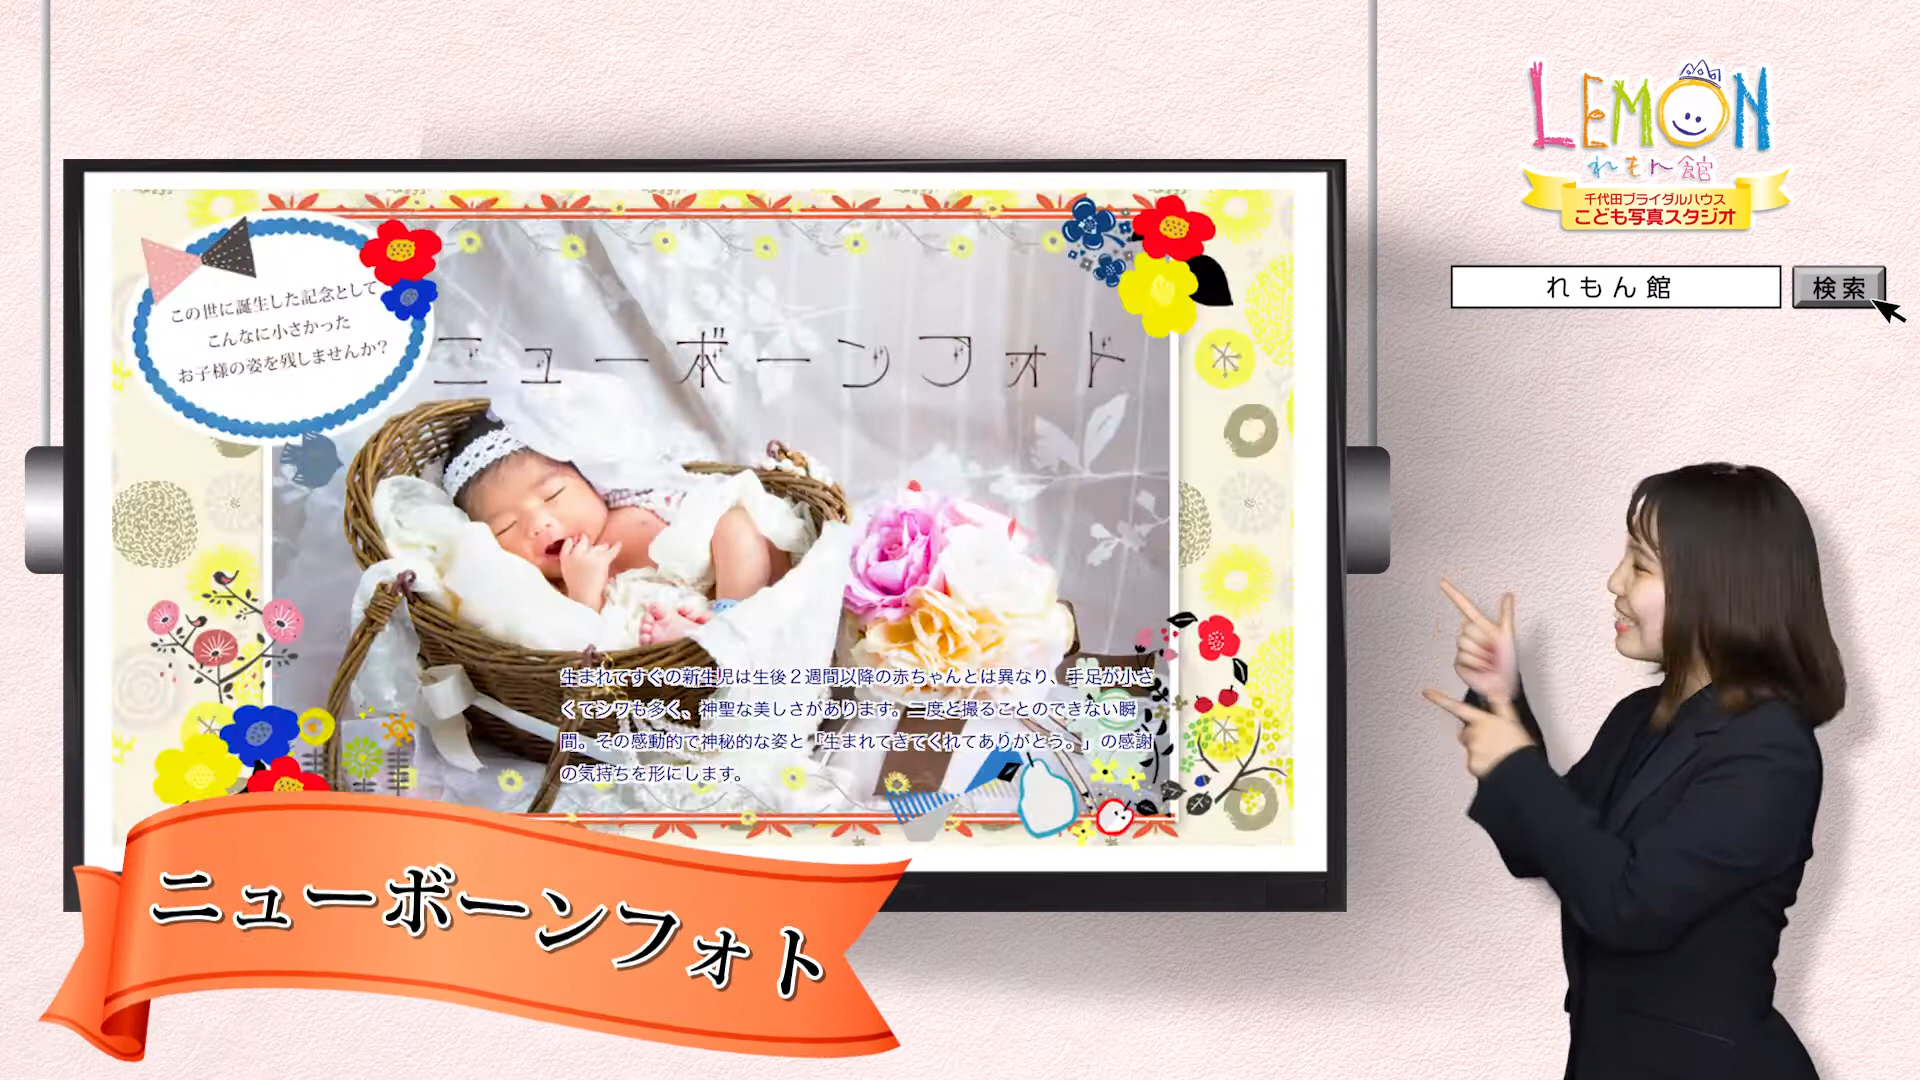 LEMON
れもん館
千代田ブライダルハウス
こども写真スタジオ
れもん館
検索
この世に誕生した記念として
こんなに小さかった
お子様の姿を残しませんか?
ニューボーンフォト
生まれてすぐの新生児は生後2週間以降の赤ちゃんとは異なり、手足が小さ
くてシワも多く、神聖な美しさがあります。二度と撮ることのできない瞬
間。その感動的で神秘的な姿と「生まれてきてくれてありがとう。」の感謝
の気持ちを形にします。
ニューボーンフォト